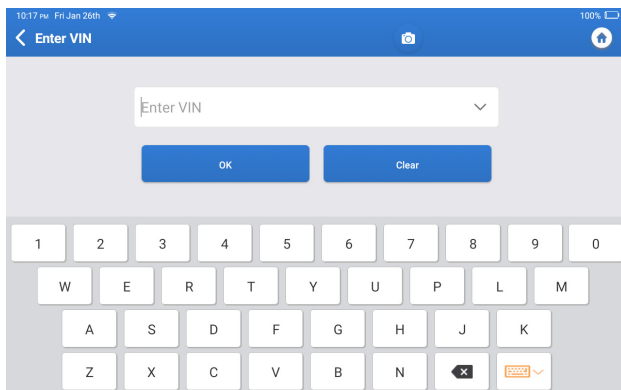 10:17 PM Fri Jan 26th 100%
Enter VIN
Enter VIN
OK Clear
1 2 3 4 5 6 7 8 9 0
W E R T Y U P L M
A S D F G H J K
Z X C V B N